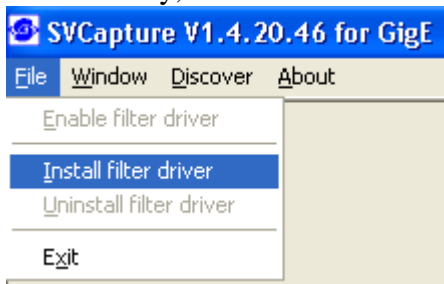 SVCapture V1.4.20.46 for GigE
File Window Discover About
Enable filter driver
Install filter driver
Uninstall filter driver
Exit